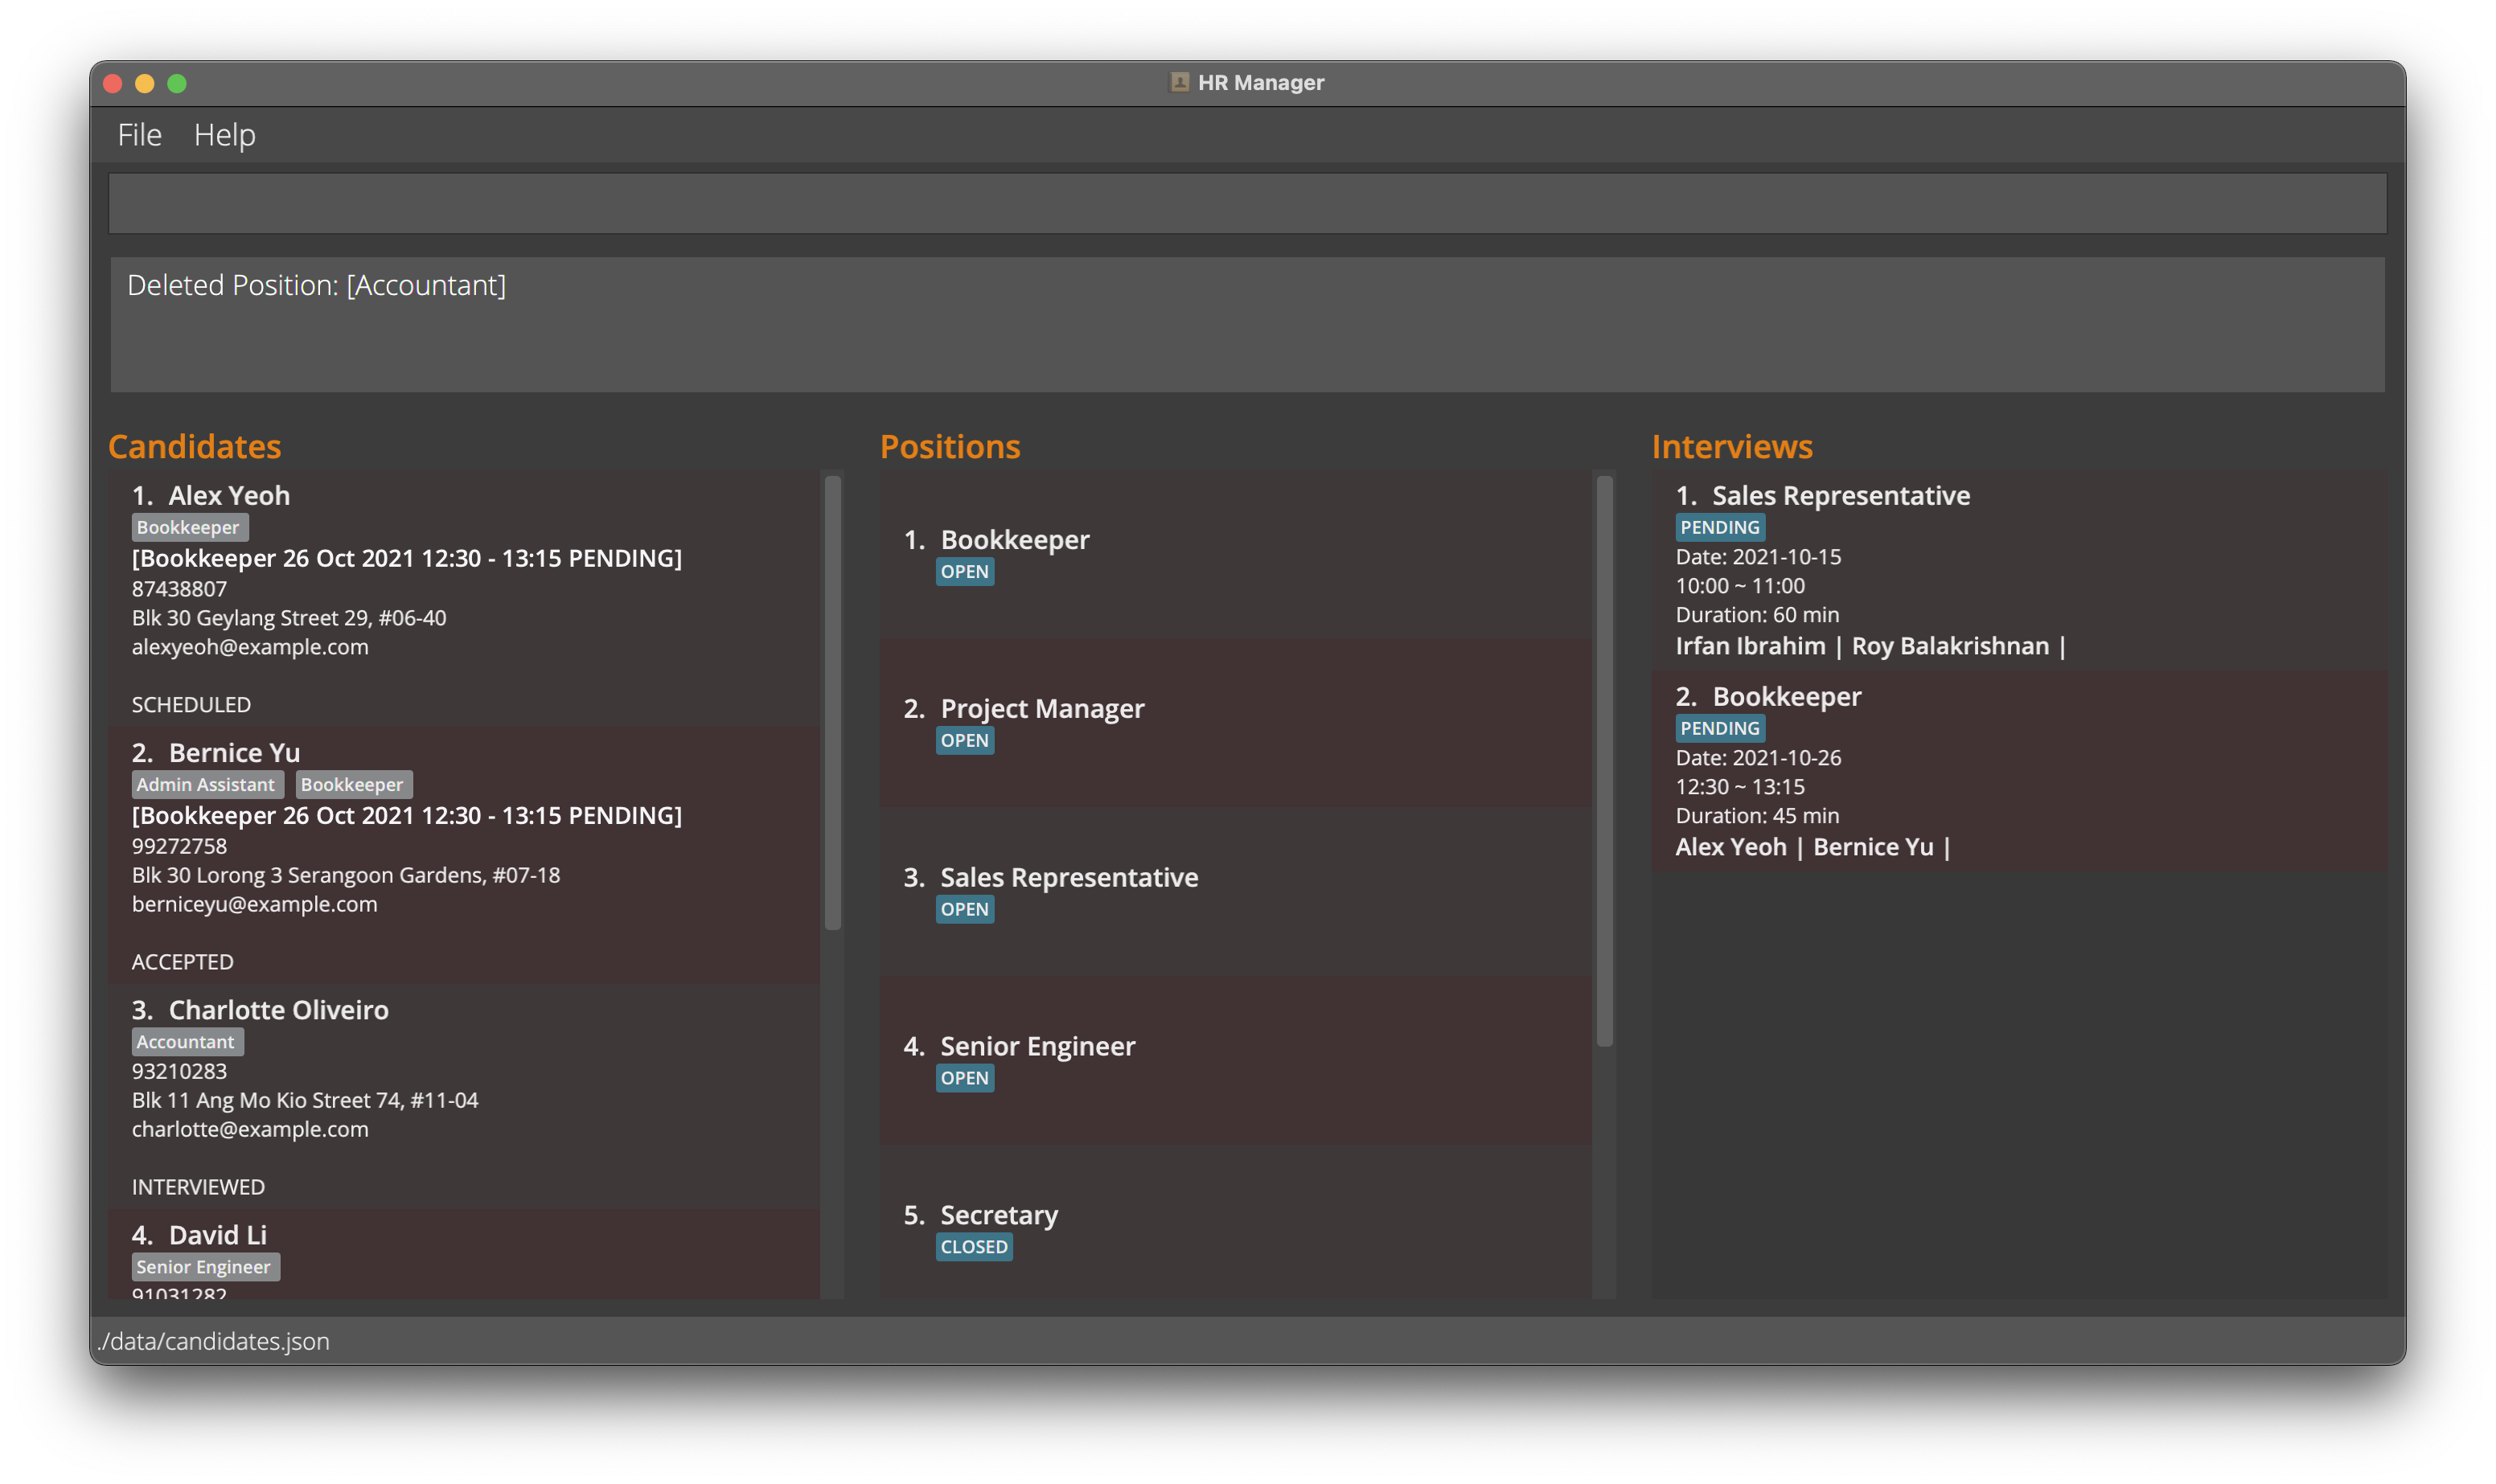 HR Manager
File Help
Deleted Position: [Accountant]
Candidates
1. Alex Yeoh
Bookkeeper
[Bookkeeper 26 Oct 2021 12:30 - 13:15 PENDING]
87438807
Blk 30 Geylang Street 29, #06-40
alexyeoh@example.com
SCHEDULED
2. Bernice Yu
Admin Assistant Bookkeeper
[Bookkeeper 26 Oct 2021 12:30 - 13:15 PENDING]
99272758
Blk 30 Lorong 3 Serangoon Gardens, #07-18
berniceyu@example.com
ACCEPTED
3. Charlotte Oliveiro
Accountant
93210283
Blk 11 Ang Mo Kio Street 74, #11-04
charlotte@example.com
INTERVIEWED
4. David Li
Senior Engineer
91031282
Positions
1. Bookkeeper
OPEN
2. Project Manager
OPEN
3. Sales Representative
OPEN
4. Senior Engineer
OPEN
5. Secretary
CLOSED
Interviews
1. Sales Representative
PENDING
Date: 2021-10-15
10:00 ~ 11:00
Duration: 60 min
Irfan Ibrahim | Roy Balakrishnan |
2. Bookkeeper
PENDING
Date: 2021-10-26
12:30 ~ 13:15
Duration: 45 min
Alex Yeoh | Bernice Yu |
./data/candidates.json